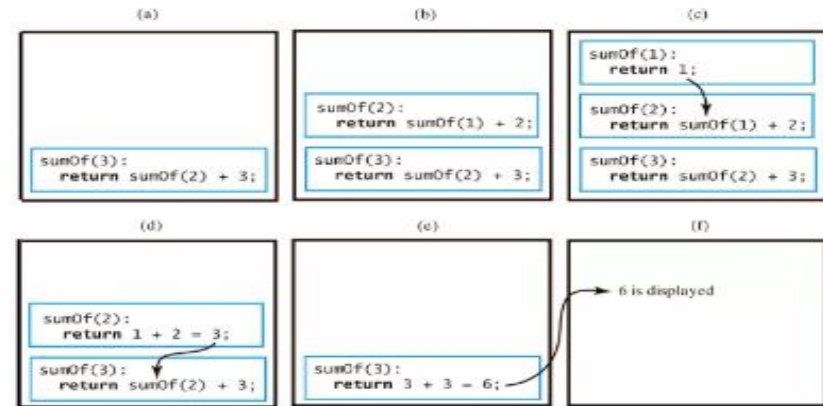 (a)
sumOf(3):
return sumOf(2) + 3;
(b)
sumOf(2):
return sumOf(1) + 2;
sumOf(3):
return sumOf(2) + 3;
(c)
sumOf(1):
return 1;
sumOf(2):
return sumOf(1) + 2;
sumOf(3):
return sumOf(2) + 3;
(d)
sumOf(2):
return 1 + 2 = 3;
sumOf(3):
return sumOf(2) + 3;
(e)
sumOf(3):
return 3 + 3 = 6;
(f)
6 is displayed